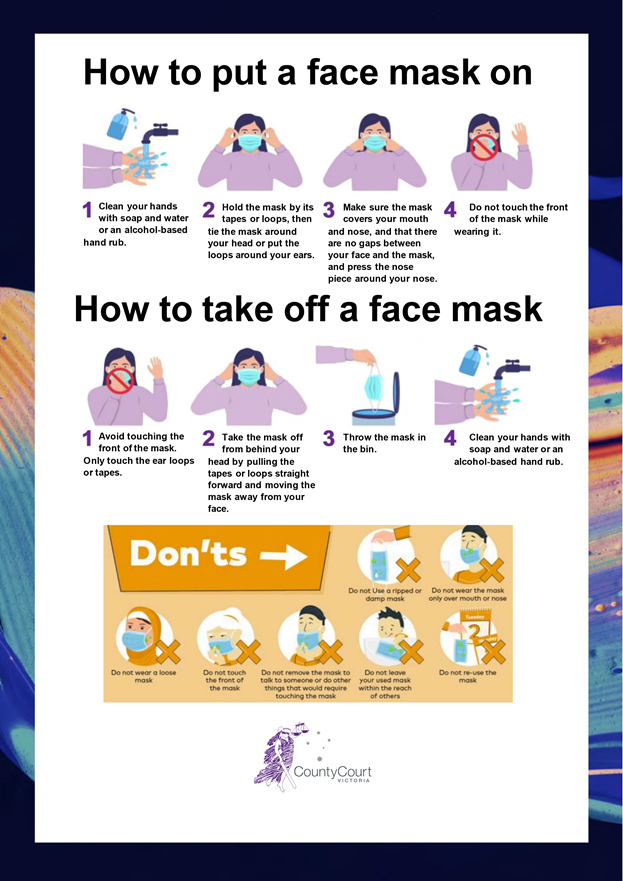 How to put a face mask on
1 Clean your hands
with soap and water
or an alcohol-based
hand rub.
2 Hold the mask by its
tapes or loops, then
tie the mask around
your head or put the
loops around your ears.
3 Make sure the mask
covers your mouth
and nose, and that there
are no gaps between
your face and the mask,
and press the nose
piece around your nose.
4 Do not touch the front
of the mask while
wearing it.
How to take off a face mask
1 Avoid touching the
front of the mask.
Only touch the ear loops
or tapes.
2 Take the mask off
from behind your
head by pulling the
tapes or loops straight
forward and moving the
mask away from your
face.
3 Throw the mask in
the bin.
4 Clean your hands with
soap and water or an
alcohol-based hand rub.
Don'ts
Do not Use a ripped or
damp mask
Do not wear the mask
only over mouth or nose
Do not wear a loose
mask
Do not touch
the front of
the mask
Do not remove the mask to
talk to someone or do other
things that would require
touching the mask
Do not leave
your used mask
within the reach
of others
Tuesday
2
Do not re-use the
mask
CountyCourt
VICTORIA